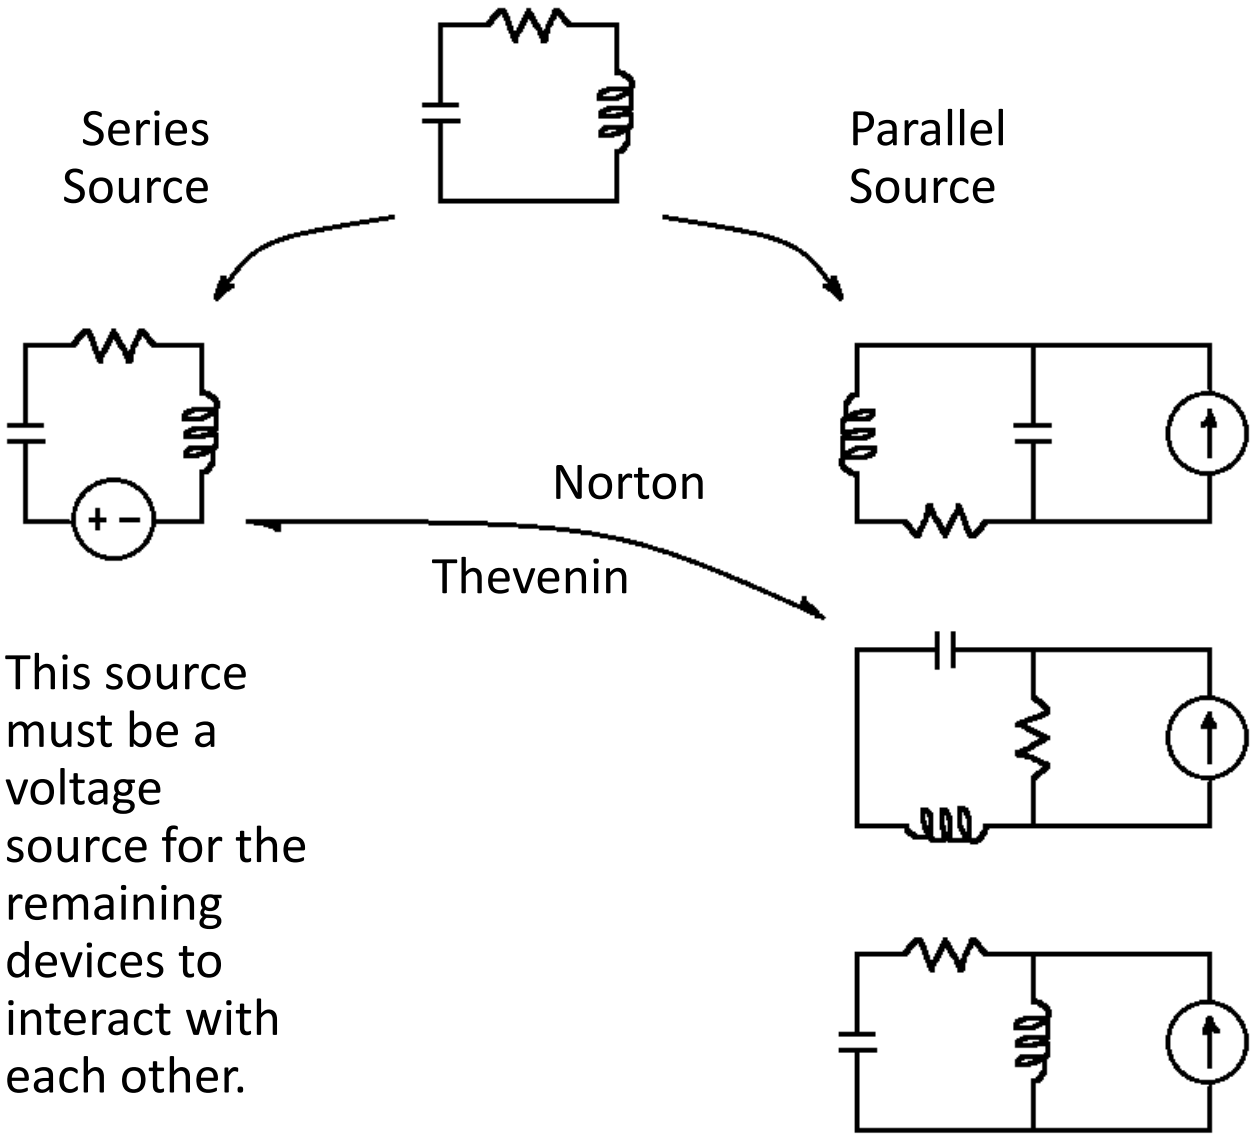 Series
Source
Parallel
Source
+ −
Norton
Thevenin
This source
must be a
voltage
source for the
remaining
devices to
interact with
each other.